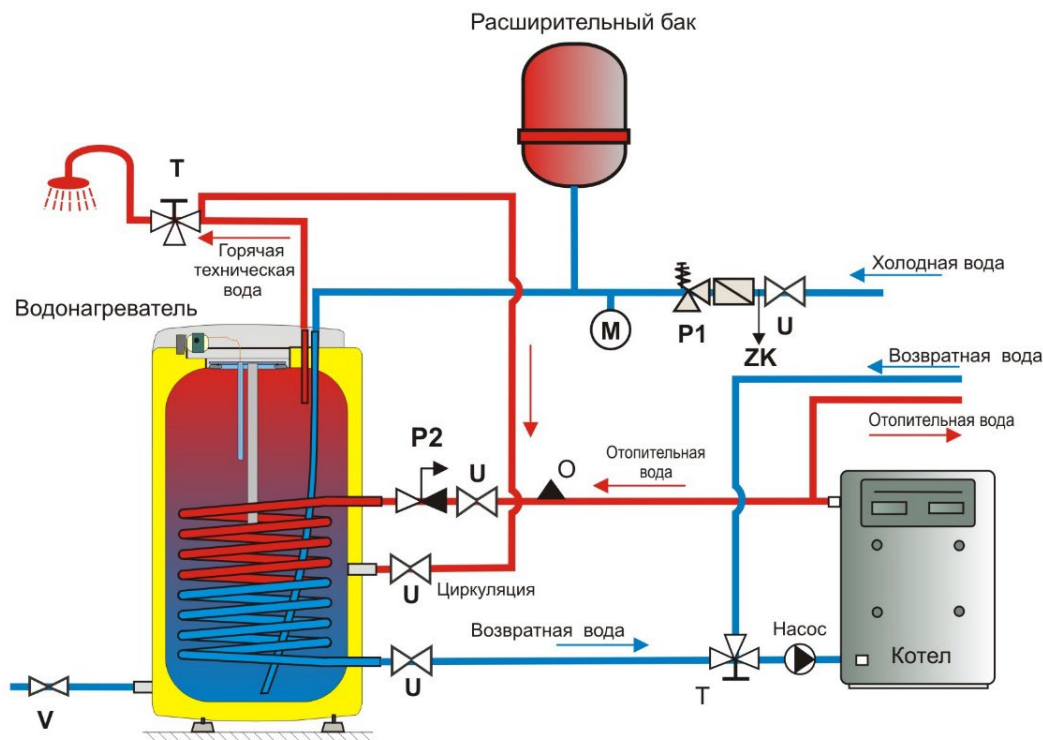 Расширительный бак
T
Горячая
техническая
вода
Холодная вода
Водонагреватель
M
P1
U
ZK
Возвратная вода
Отопительная вода
P2
U
O
Отопительная
вода
U
Циркуляция
Возвратная вода
Насос
Котел
U
T
V